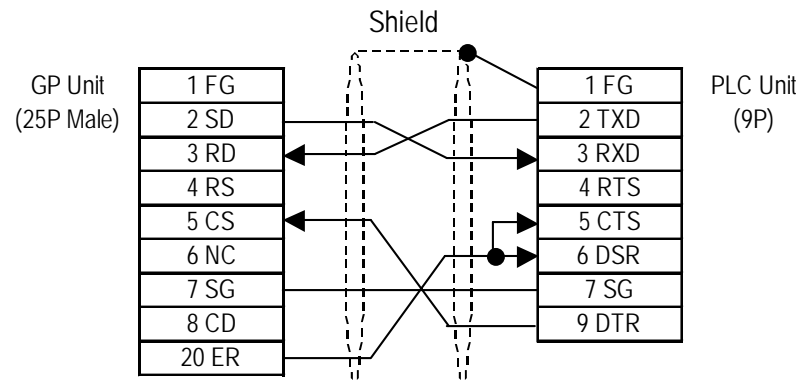 Shield
GP Unit
(25P Male)
1 FG
2 SD
3 RD
4 RS
5 CS
6 NC
7 SG
8 CD
20 ER
1 FG
2 TXD
3 RXD
4 RTS
5 CTS
6 DSR
7 SG
9 DTR
PLC Unit
(9P)